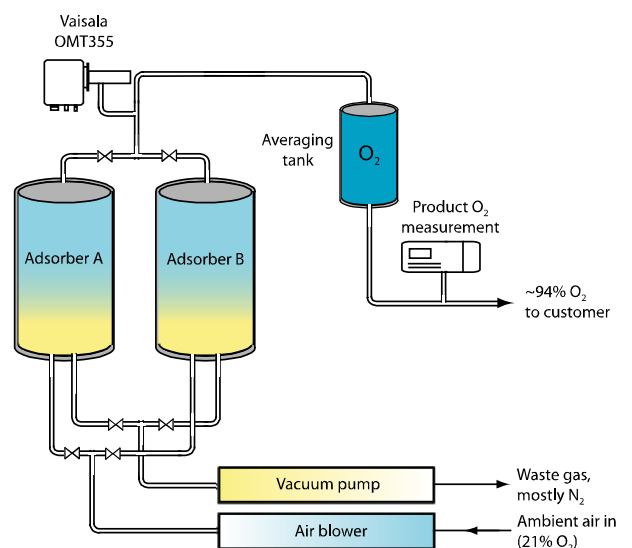 Vaisala
OMT355
Averaging
tank
O₂
Product O₂
measurement
Adsorber A
Adsorber B
~94% O₂
to customer
Vacuum pump
Waste gas,
mostly N₂
Air blower
Ambient air in
(21% O₂)